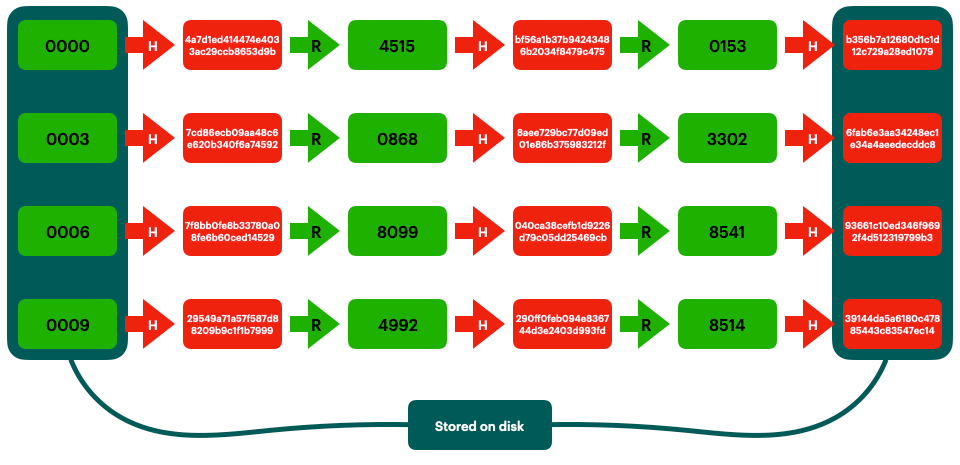 0000
H
4a7d1ed414474e403
3ac29ccb8653d9b
R
4515
H
bf56a1b37b9424348
6b2034f8479c475
R
0153
H
b356b7a12680d1c1d
12c729a28ed1079
0003
H
7cd86ecb09aa48c6
e620b340f6a74592
R
0868
H
8aee729bc77d09ed
01e86b375983212f
R
3302
H
6fab6e3aa34248ec1
e34a4aeedecddc8
0006
H
7f8bb0fe8b33780a0
8fe6b60ced14529
R
8099
H
040ca38cefb1d9226
d79c05dd25469cb
R
8541
H
93661c10ed346f969
2f4d512319799b3
0009
H
29549a71a57f587d8
8209b9c1f1b7999
R
4992
H
290ff0feb094e8367
44d3e2403d993fd
R
8514
H
39144da5a6180c478
85443c83547ec14
Stored on disk